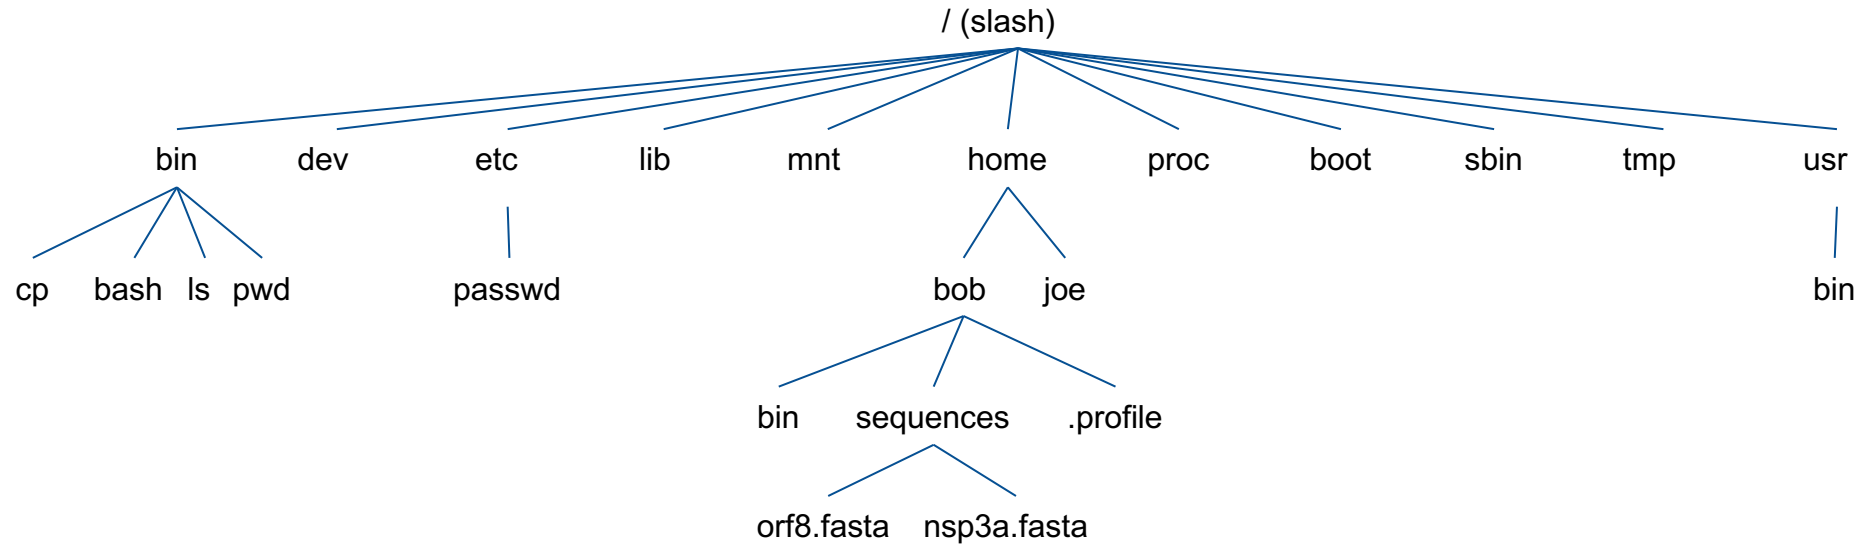 / (slash)
bin dev etc lib mnt home proc boot sbin tmp usr
cp bash ls pwd passwd bob joe bin
bin sequences .profile
orf8.fasta nsp3a.fasta